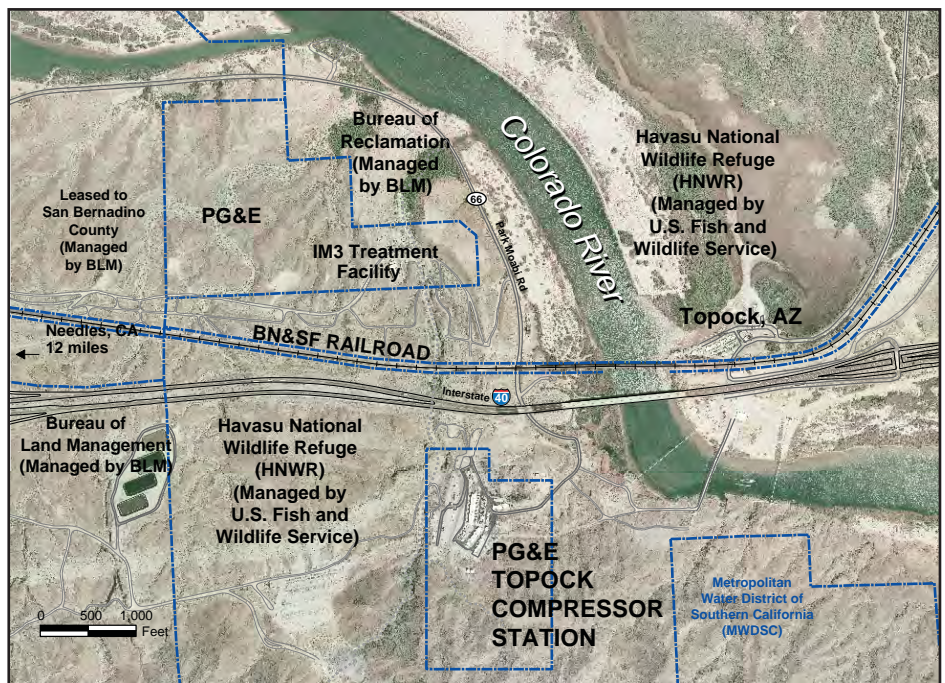 Bureau of
Reclamation
(Managed
by BLM)
Colorado River
Havasu National
Wildlife Refuge
(HNWR)
(Managed by
U.S. Fish and
Wildlife Service)
Leased to
San Bernadino
County
(Managed
by BLM)
PG&E
66
Park Moabi Rd
IM3 Treatment
Facility
Topock, AZ
Needles, CA
12 miles
BN&SF RAILROAD
Interstate
40
Bureau of
Land Management
(Managed by BLM)
Havasu National
Wildlife Refuge
(HNWR)
(Managed by
U.S. Fish and
Wildlife Service)
PG&E
TOPOCK
COMPRESSOR
STATION
Metropolitan
Water District of
Southern California
(MWDSC)
0 500 1,000
Feet